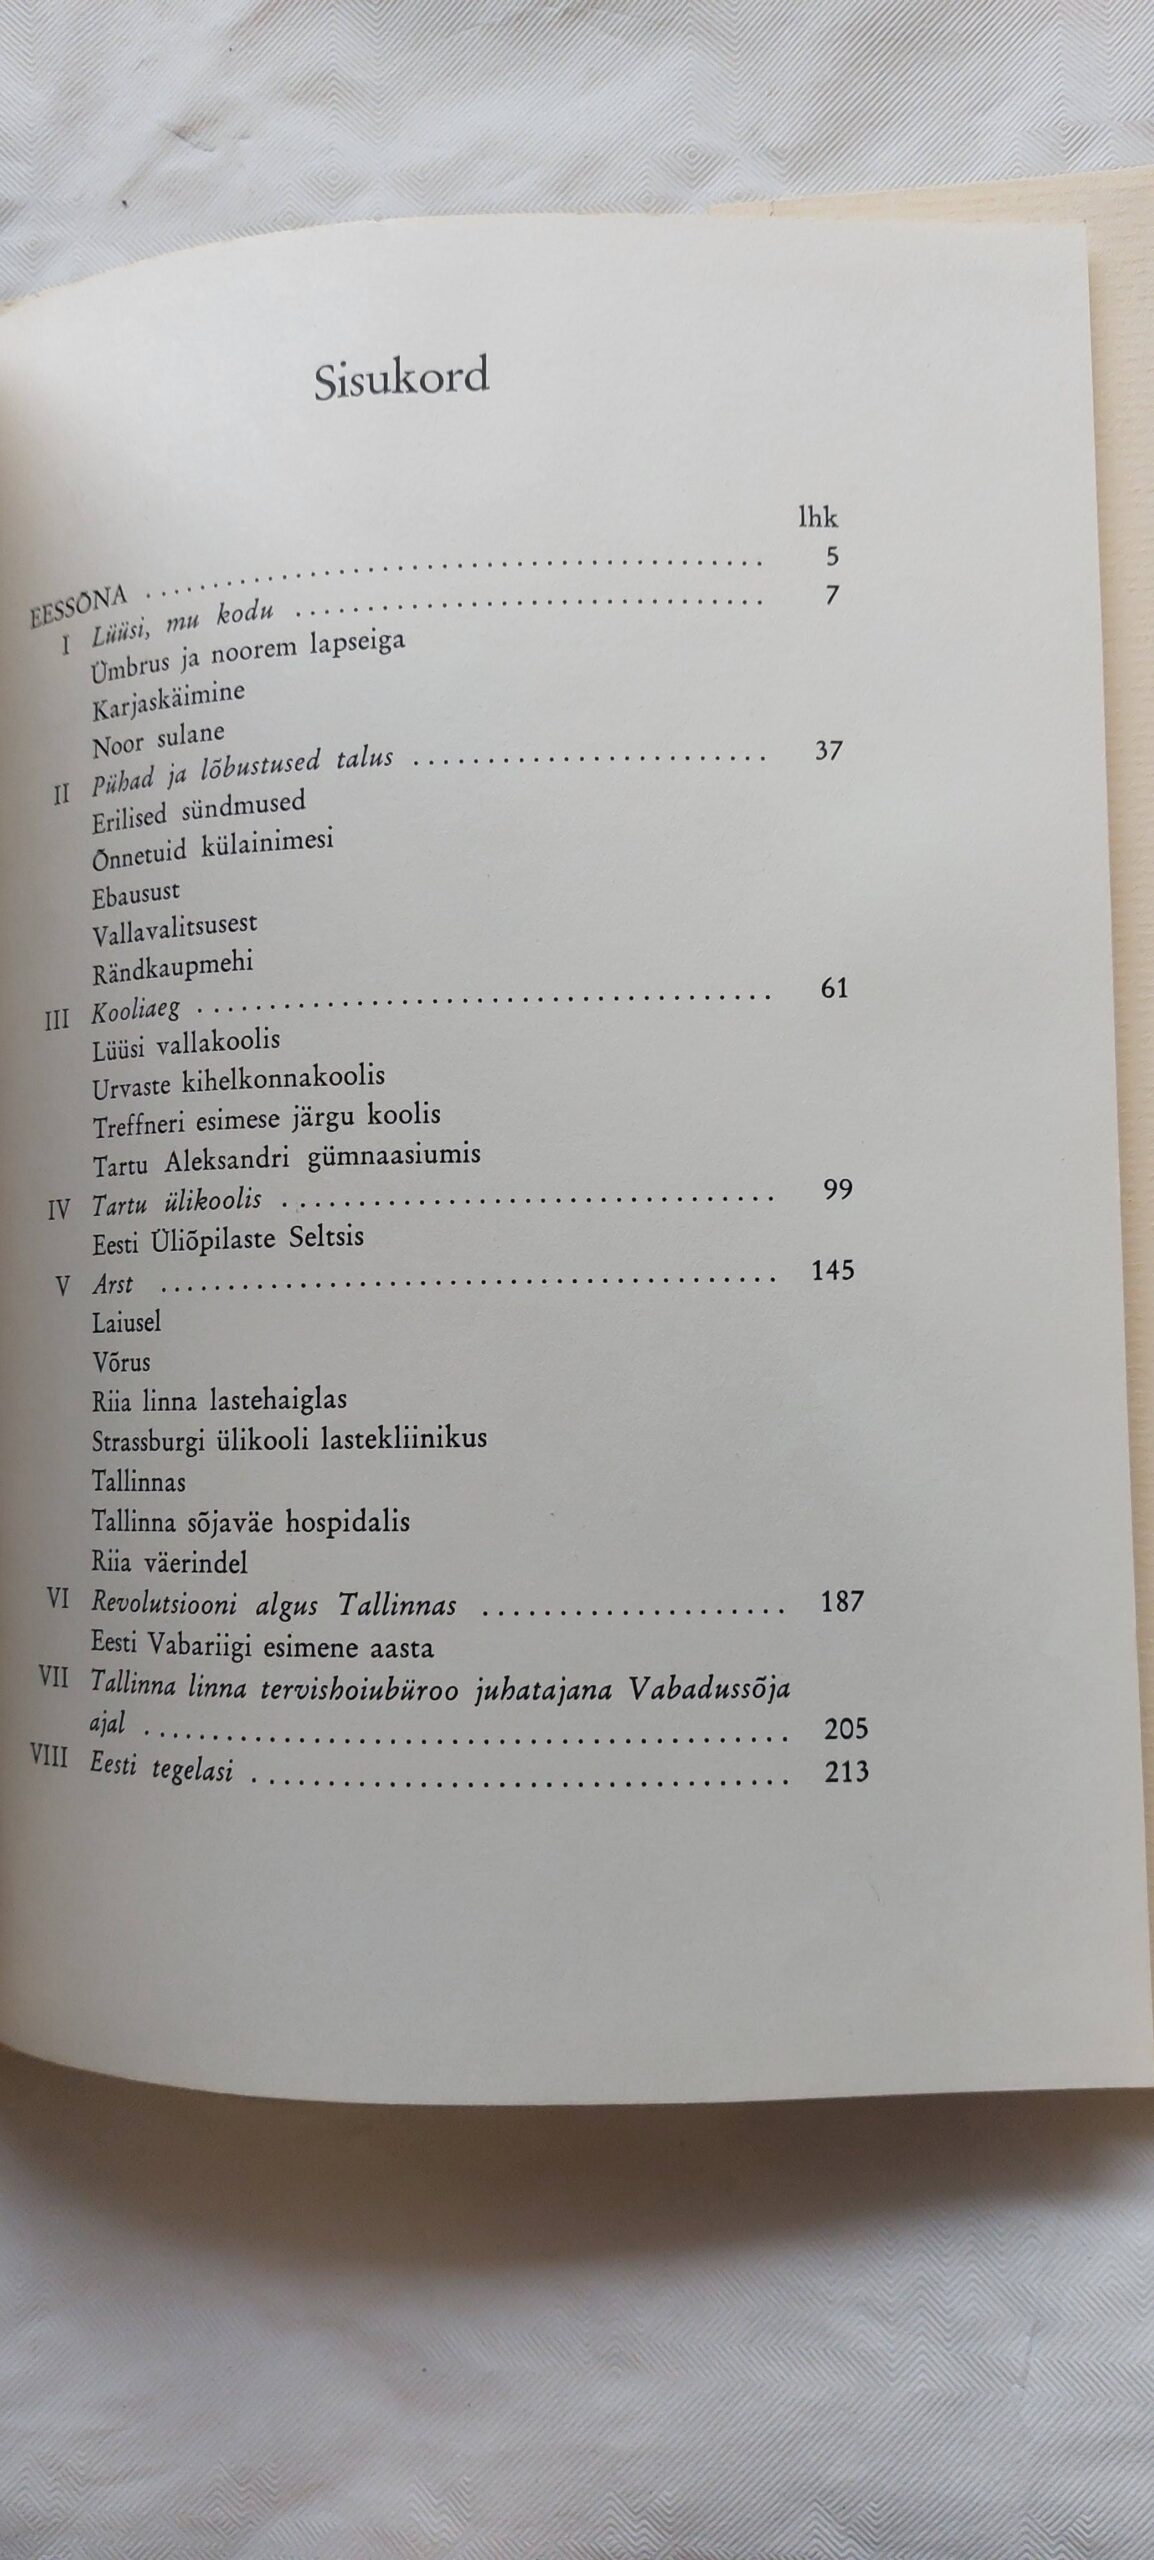 Sisukord
lhk
EESSÕNA . . . . . . . . . . . . . . . . . . . . . . . . . . . . . . . . . . . . . . . . 5
I Lüüsi, mu kodu . . . . . . . . . . . . . . . . . . . . . . . . . . . . . . . 7
Ümbrus ja noorem lapseiga
Karjaskäimine
Noor sulane
II Pühad ja lõbustused talus . . . . . . . . . . . . . . . . . . . . . . . . 37
Erilised sündmused
Õnnetuid külainimesi
Ebausust
Vallavalitsusest
Rändkaupmehi
III Kooliaeg . . . . . . . . . . . . . . . . . . . . . . . . . . . . . . . . . . . . . . 61
Lüüsi vallakoolis
Urvaste kihelkonnakoolis
Treffneri esimese järgu koolis
Tartu Aleksandri gümnaasiumis
IV Tartu ülikoolis . . . . . . . . . . . . . . . . . . . . . . . . . . . . . . . . . 99
Eesti Üliõpilaste Seltsis
V Arst . . . . . . . . . . . . . . . . . . . . . . . . . . . . . . . . . . . . . . . . 145
Laiusel
Võrus
Riia linna lastehaiglas
Strassburgi ülikooli lastekliinikus
Tallinnas
Tallinna sõjaväe hospidalis
Riia väerindel
VI Revolutsiooni algus Tallinnas . . . . . . . . . . . . . . . . . . . . 187
Eesti Vabariigi esimene aasta
VII Tallinna linna tervishoiubüroo juhatajana Vabadussõja
ajal . . . . . . . . . . . . . . . . . . . . . . . . . . . . . . . . . . . . . . . . . 205
VIII Eesti tegelasi . . . . . . . . . . . . . . . . . . . . . . . . . . . . . . . . . . 213